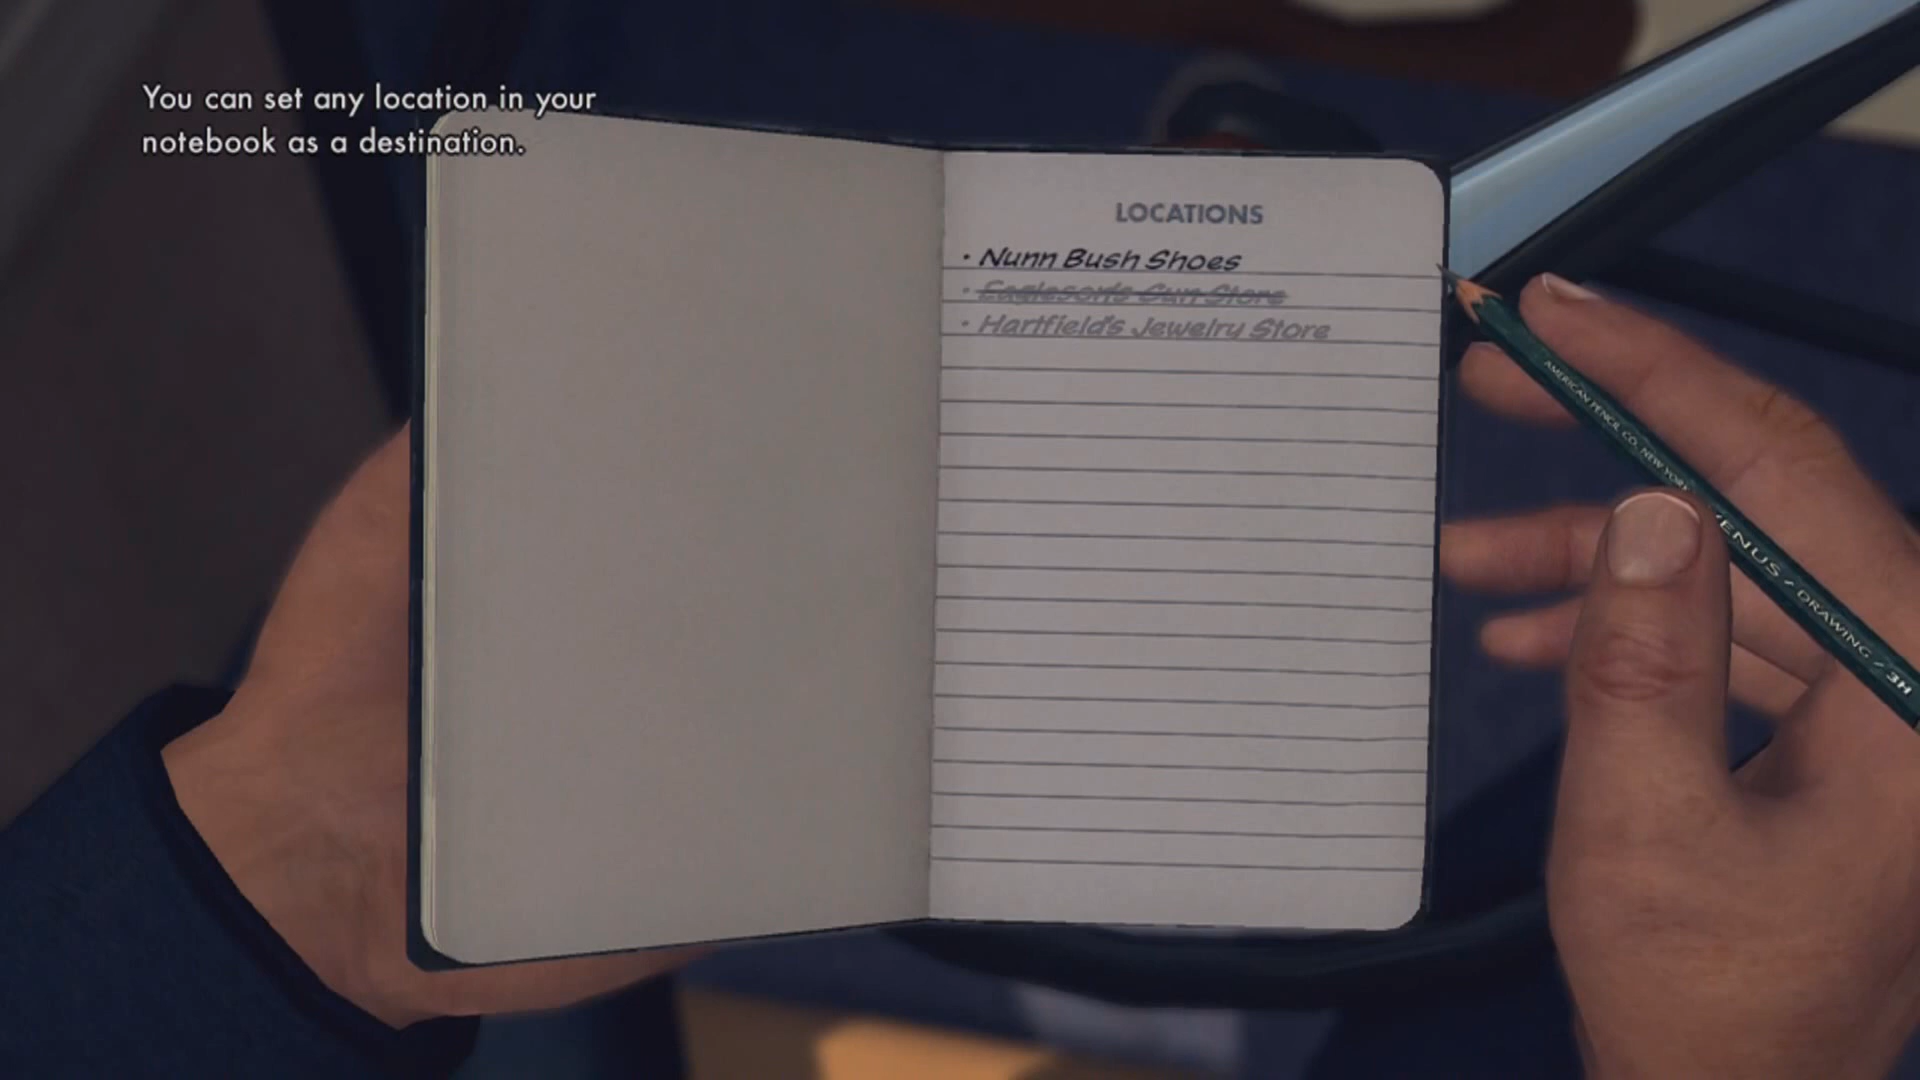 You can set any location in your
notebook as a destination.
LOCATIONS
• Nunn Bush Shoes
• Eagleson's Gun Store
• Hartfield's Jewelry Store
AMERICAN PENCIL CO. NEW YORK
VENUS / DRAWING / 3H